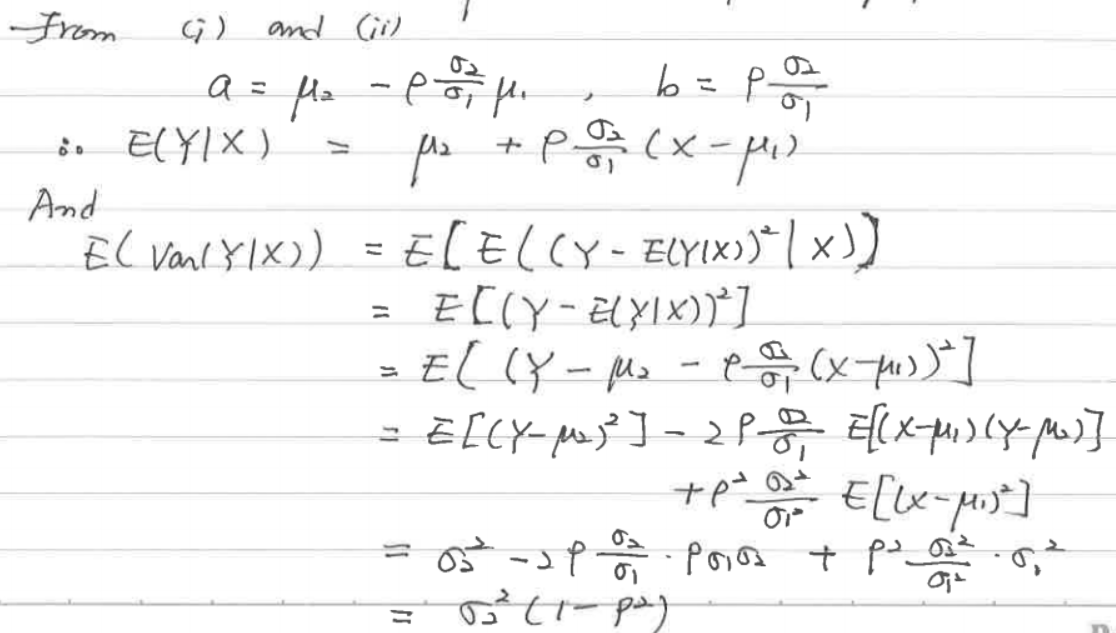 From (i) and (ii)
a = μ₂ - ρ σ₂/σ₁ μ₁ , b = ρ σ₂/σ₁
∴ E(Y|X) = μ₂ + ρ σ₂/σ₁ (X - μ₁)
And
E( Var(Y|X)) = E[ E( (Y - E(Y|X))² | X)]
= E[(Y - E(Y|X))²]
= E[ (Y - μ₂ - ρ σ₂/σ₁ (X-μ₁))²]
= E[(Y-μ₂)²] - 2ρ σ₂/σ₁ E[(X-μ₁)(Y-μ₂)]
+ ρ² σ₂²/σ₁² E[(X-μ₁)²]
= σ₂² - 2ρ σ₂/σ₁ · ρσ₁σ₂ + ρ² σ₂²/σ₁² · σ₁²
= σ₂² (1 - ρ²)